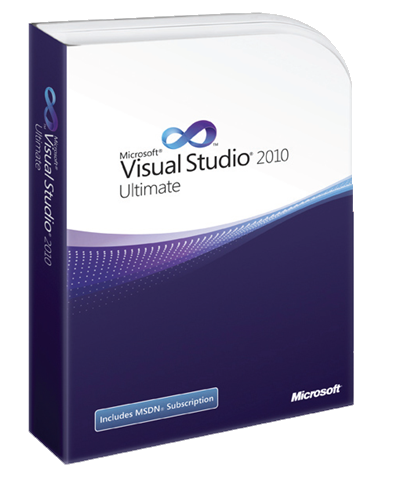 Microsoft®
Visual Studio® 2010
Ultimate
Microsoft®
Visual Studio® 2010
Ultimate
Includes MSDN® Subscription
Microsoft®